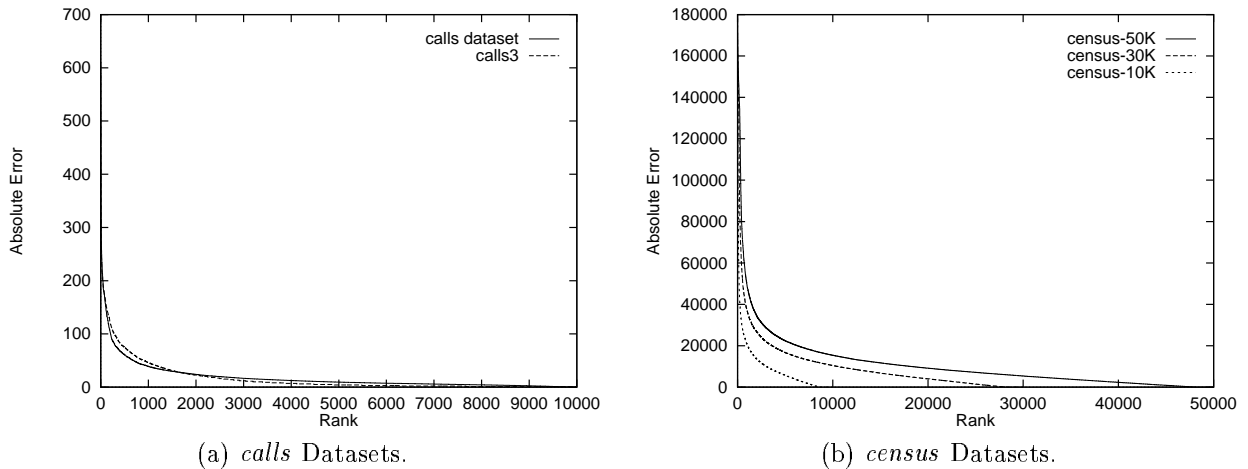 700
600
500
400
300
200
100
0
Absolute Error
calls dataset
calls3
0 1000 2000 3000 4000 5000 6000 7000 8000 9000 10000
Rank
(a) calls Datasets.
180000
160000
140000
120000
100000
80000
60000
40000
20000
0
Absolute Error
census-50K
census-30K
census-10K
0 10000 20000 30000 40000 50000
Rank
(b) census Datasets.